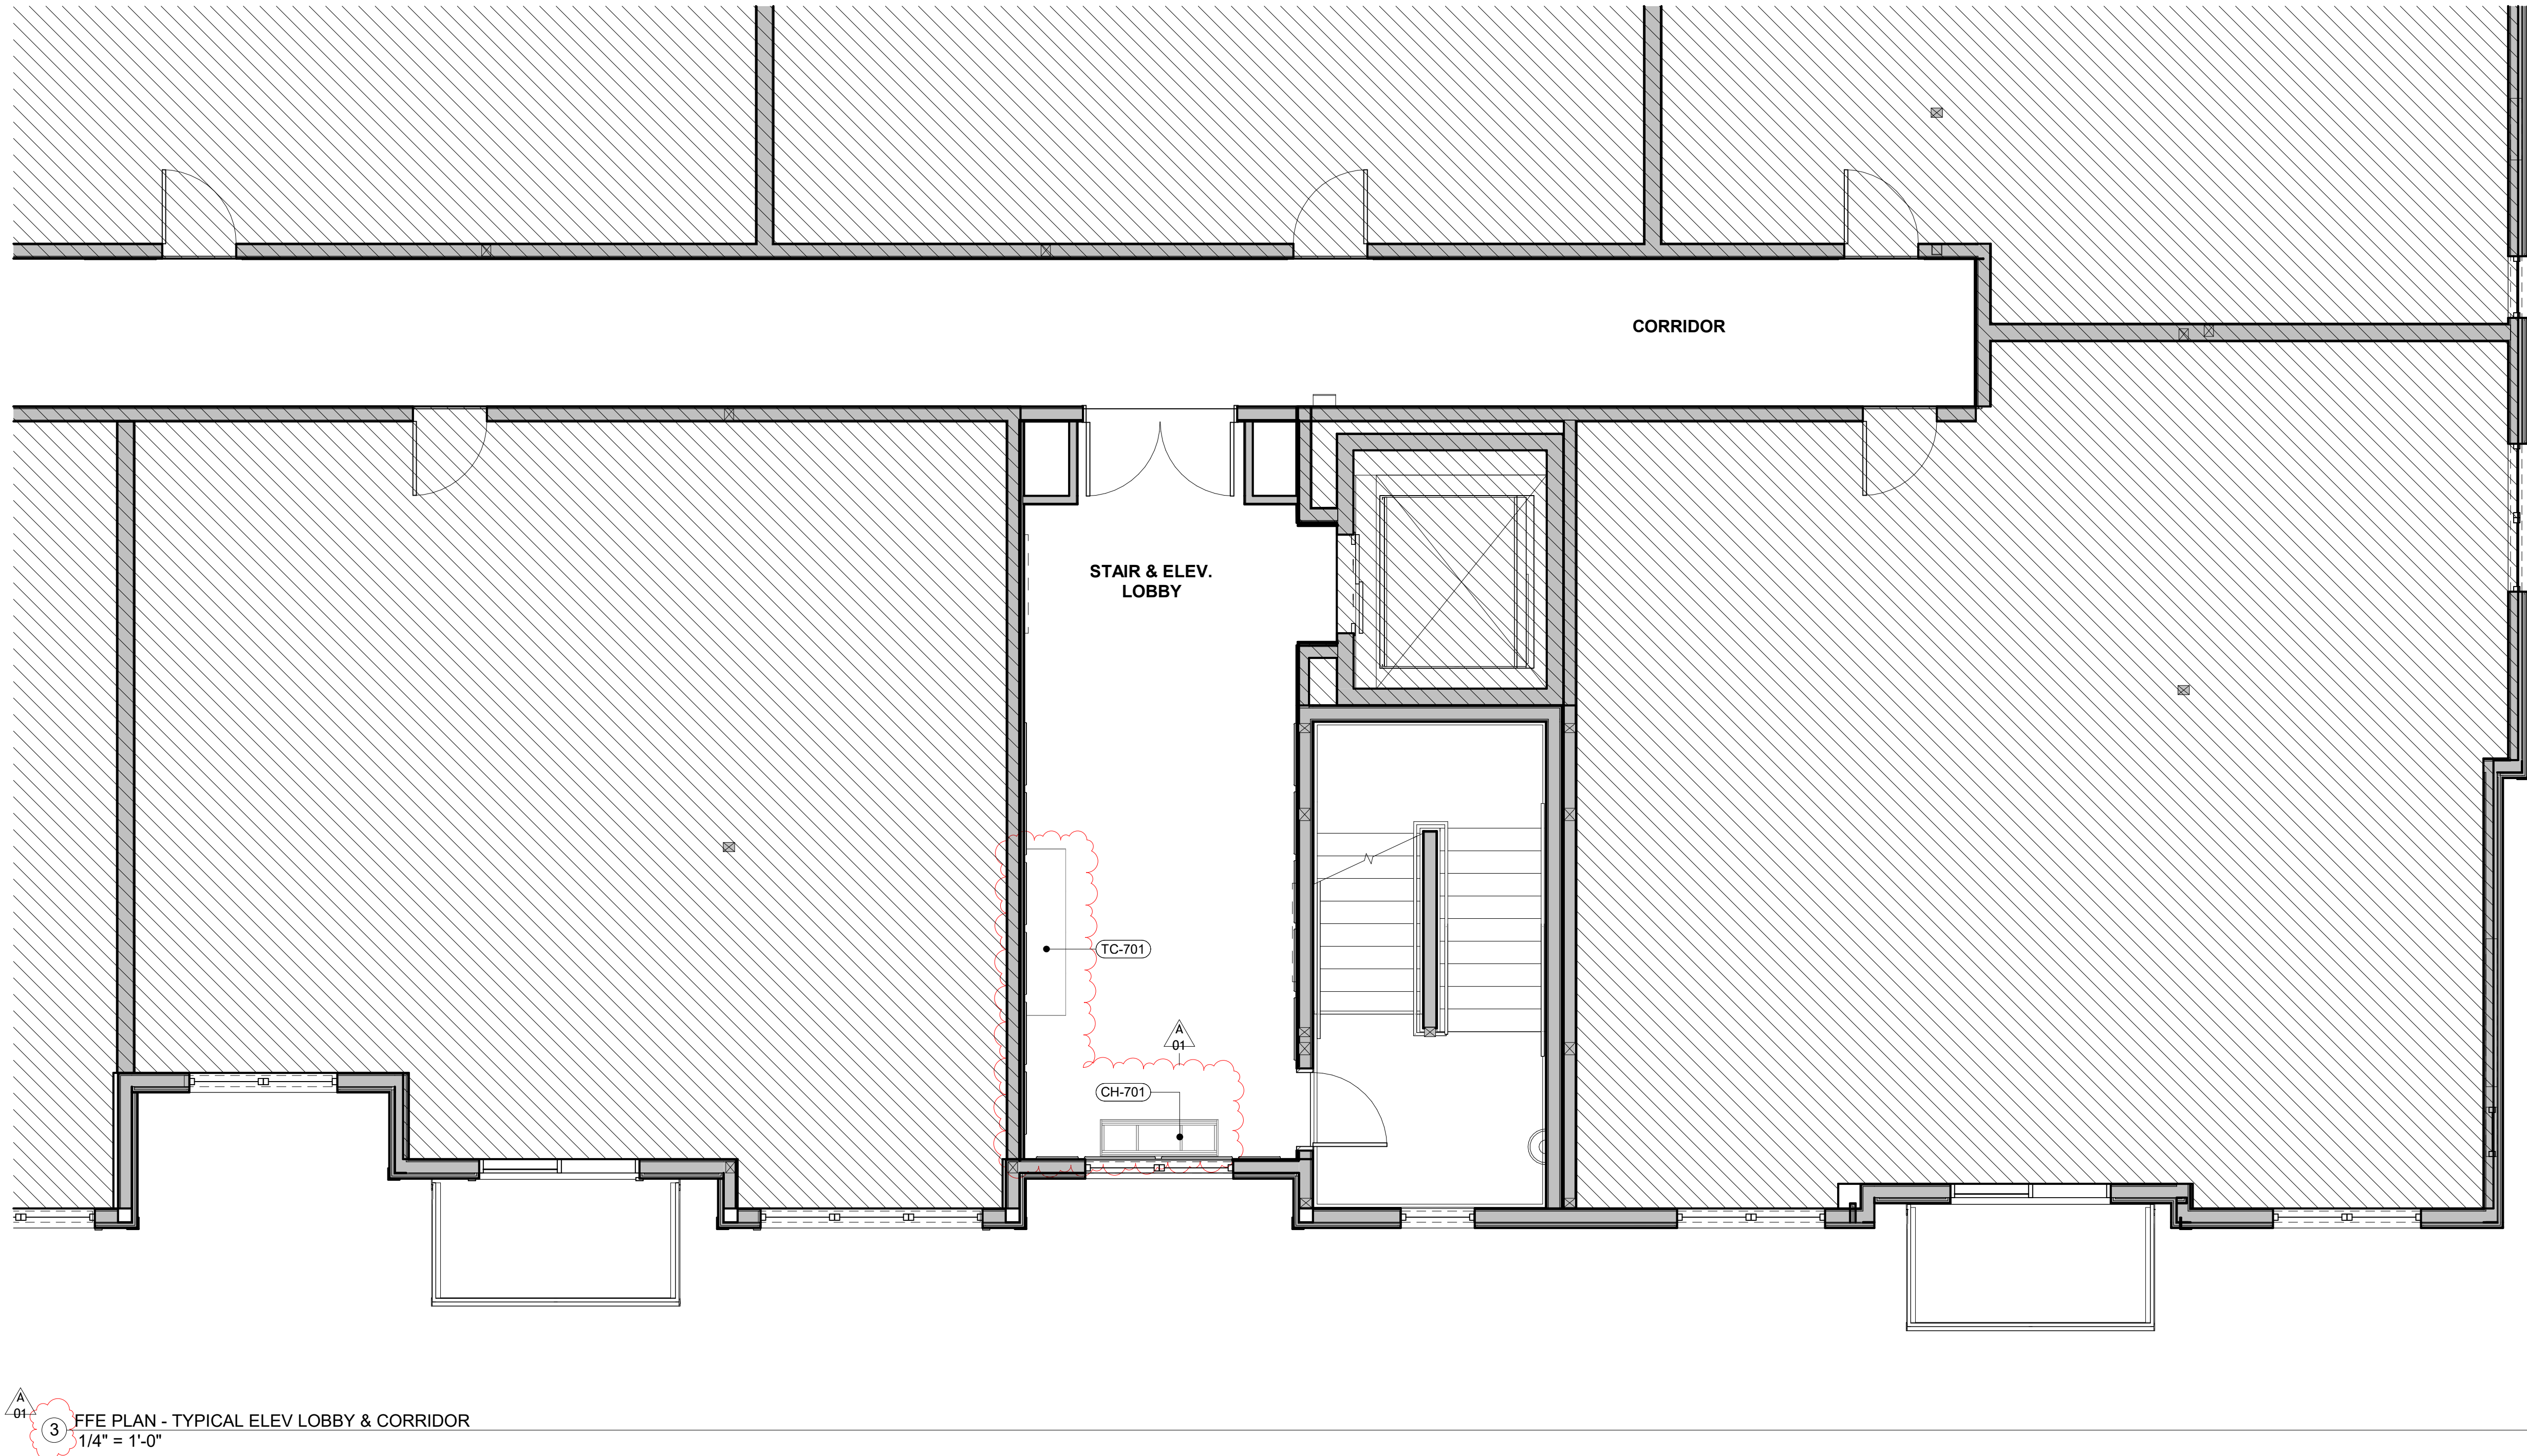 CORRIDOR
STAIR & ELEV.
LOBBY
TC-701
A
01
CH-701
A
01
3
FFE PLAN - TYPICAL ELEV LOBBY & CORRIDOR
1/4" = 1'-0"